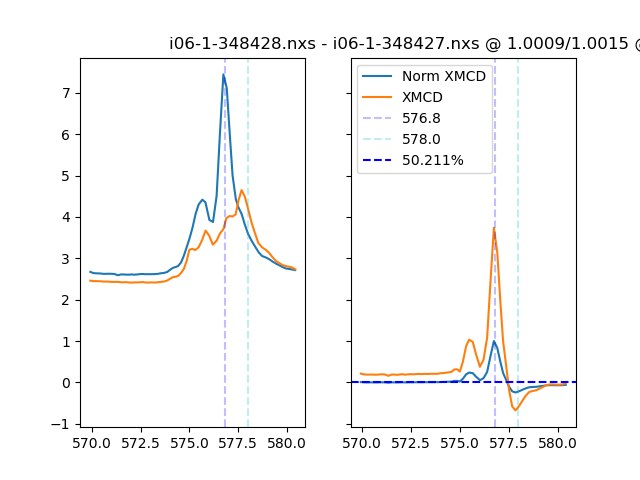 i06-1-348428.nxs - i06-1-348427.nxs @ 1.0009/1.0015 @
7
6
5
4
3
2
1
0
−1
570.0 572.5 575.0 577.5 580.0
Norm XMCD
XMCD
576.8
578.0
50.211%
570.0 572.5 575.0 577.5 580.0